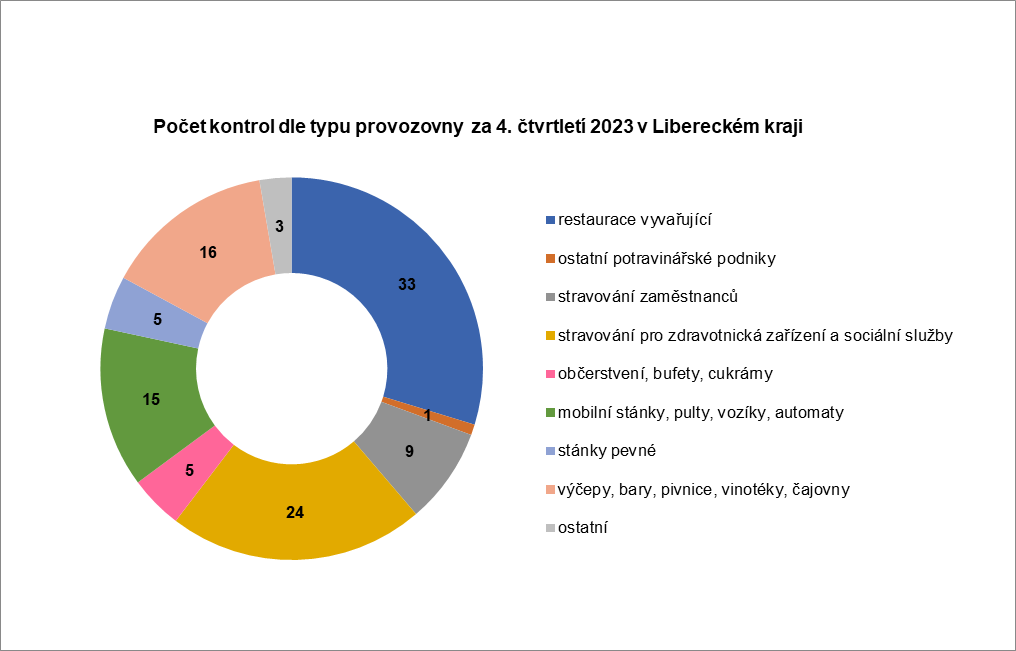 Počet kontrol dle typu provozovny za 4. čtvrtletí 2023 v Libereckém kraji
3
33
16
5
15
5
24
9
1
restaurace vyvařující
ostatní potravinářské podniky
stravování zaměstnanců
stravování pro zdravotnická zařízení a sociální služby
občerstvení, bufety, cukrárny
mobilní stánky, pulty, vozíky, automaty
stánky pevné
výčepy, bary, pivnice, vinotéky, čajovny
ostatní